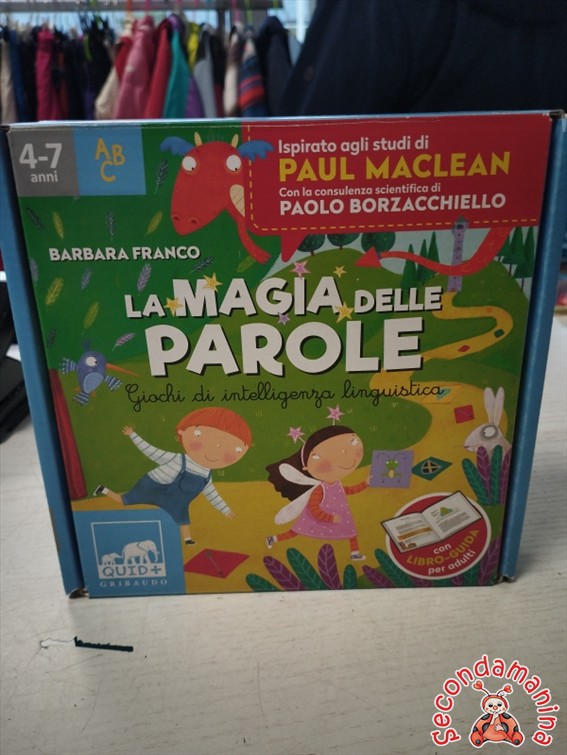 4-7
anni
AB
C
Ispirato agli studi di
PAUL MACLEAN
Con la consulenza scientifica di
PAOLO BORZACCHIELLO
BARBARA FRANCO
LA MAGIA DELLE
PAROLE
Giochi di intelligenza linguistica
con
LIBRO-GUIDA
per adulti
QUID+
GRIBAUDO
secondamanina